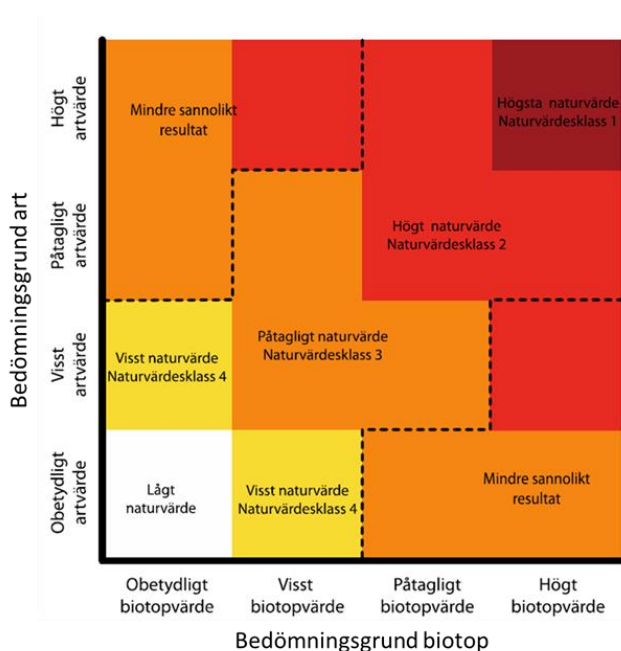 Bedömningsgrund art
Högt
artvärde
Påtagligt
artvärde
Visst
artvärde
Obetydligt
artvärde
Mindre sannolikt
resultat
Högsta naturvärde
Naturvärdesklass 1
Högt naturvärde
Naturvärdesklass 2
Påtagligt naturvärde
Naturvärdesklass 3
Visst naturvärde
Naturvärdesklass 4
Lågt
naturvärde
Visst naturvärde
Naturvärdesklass 4
Mindre sannolikt
resultat
Obetydligt
biotopvärde
Visst
biotopvärde
Påtagligt
biotopvärde
Högt
biotopvärde
Bedömningsgrund biotop